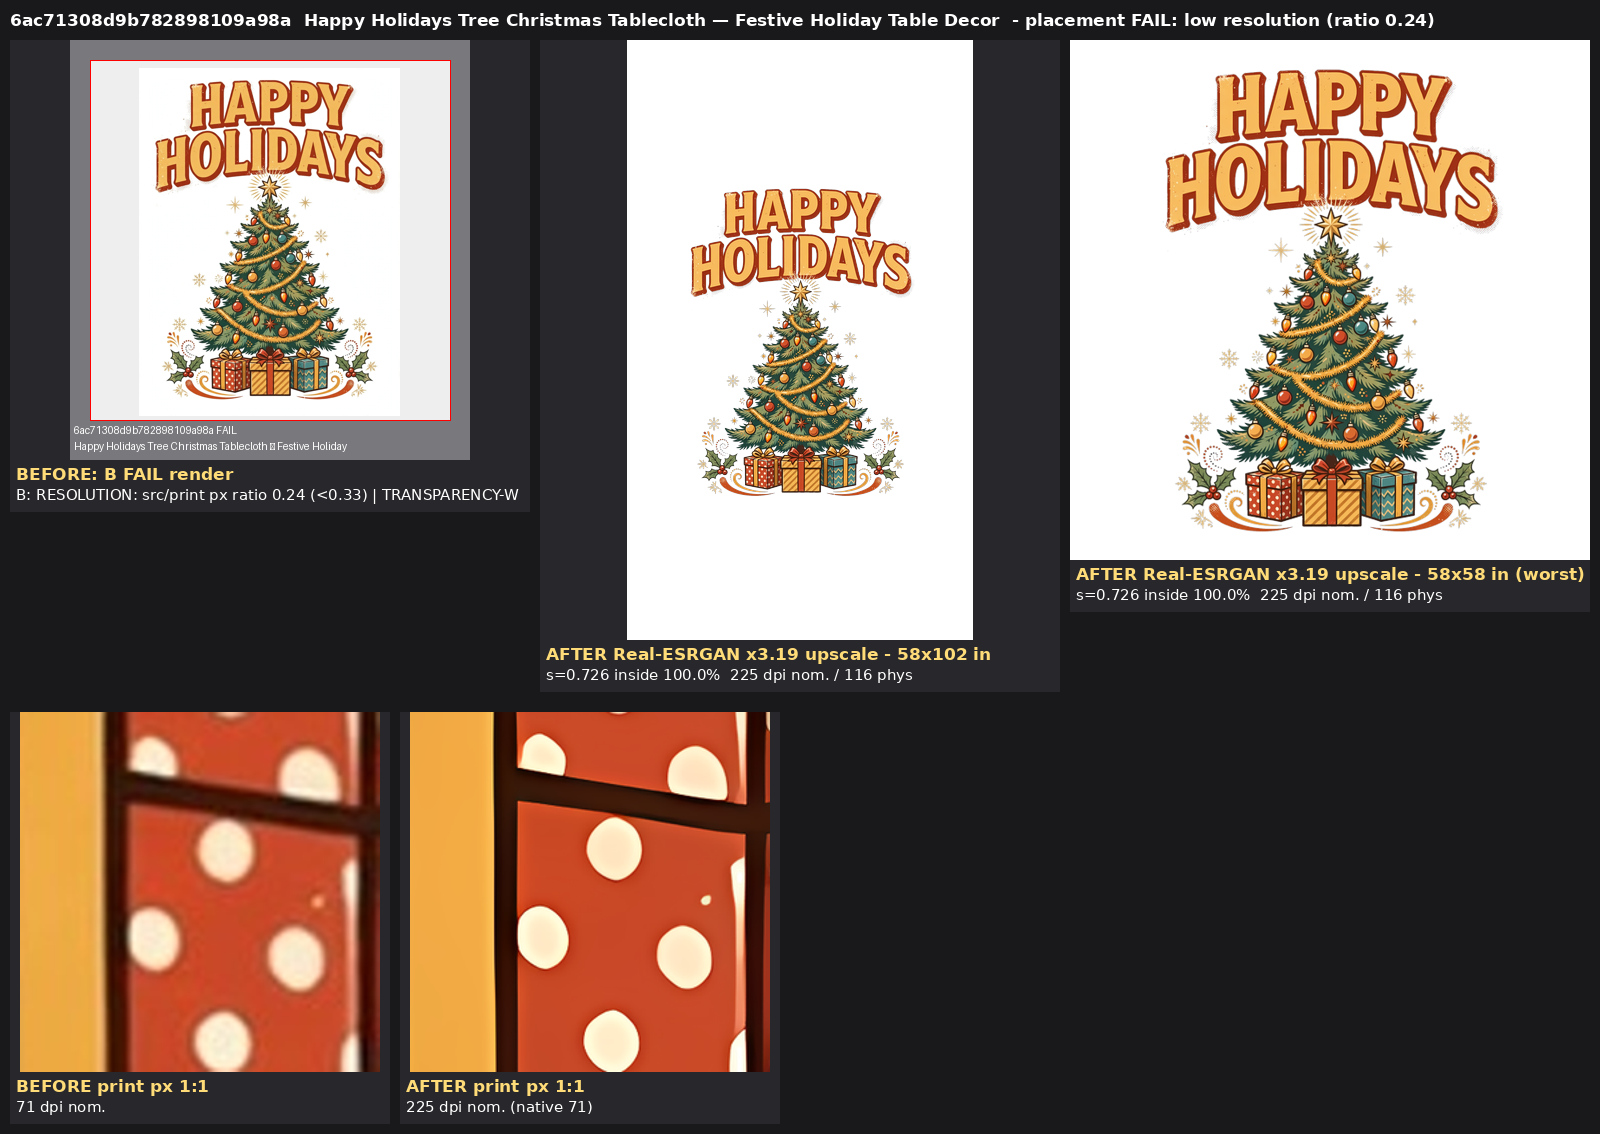 6ac71308d9b782898109a98a Happy Holidays Tree Christmas Tablecloth — Festive Holiday Table Decor - placement FAIL: low resolution (ratio 0.24)
HAPPY
HOLIDAYS
6ac71308d9b782898109a98a FAIL
Happy Holidays Tree Christmas Tablecloth Festive Holiday
BEFORE: B FAIL render
B: RESOLUTION: src/print px ratio 0.24 (<0.33) | TRANSPARENCY-W
HAPPY
HOLIDAYS
AFTER Real-ESRGAN x3.19 upscale - 58x102 in
s=0.726 inside 100.0% 225 dpi nom. / 116 phys
HAPPY
HOLIDAYS
AFTER Real-ESRGAN x3.19 upscale - 58x58 in (worst)
s=0.726 inside 100.0% 225 dpi nom. / 116 phys
BEFORE print px 1:1
71 dpi nom.
AFTER print px 1:1
225 dpi nom. (native 71)